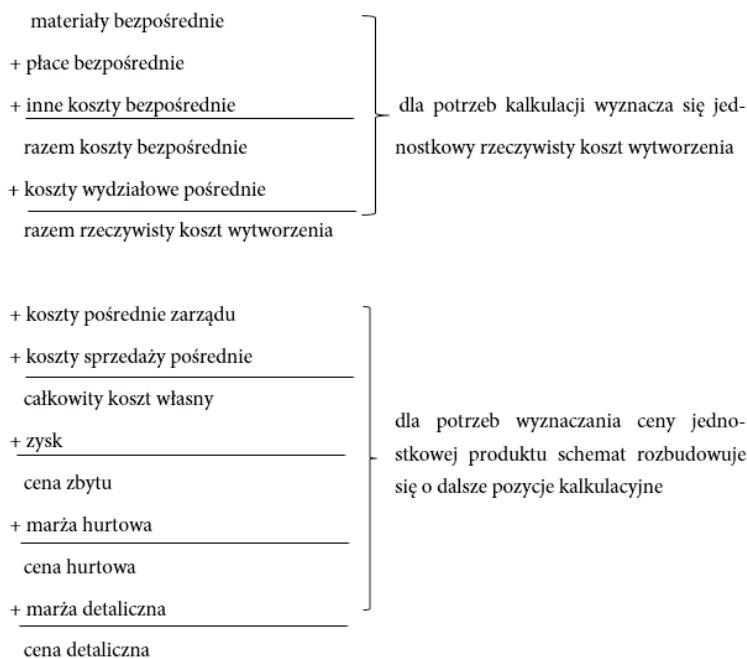 materiały bezpośrednie
+ płace bezpośrednie
+ inne koszty bezpośrednie
razem koszty bezpośrednie
+ koszty wydziałowe pośrednie
razem rzeczywisty koszt wytworzenia
dla potrzeb kalkulacji wyznacza się jed-
nostkowy rzeczywisty koszt wytworzenia
+ koszty pośrednie zarządu
+ koszty sprzedaży pośrednie
całkowity koszt własny
+ zysk
cena zbytu
+ marża hurtowa
cena hurtowa
+ marża detaliczna
cena detaliczna
dla potrzeb wyznaczania ceny jedno-
stkowej produktu schemat rozbudowuje
się o dalsze pozycje kalkulacyjne